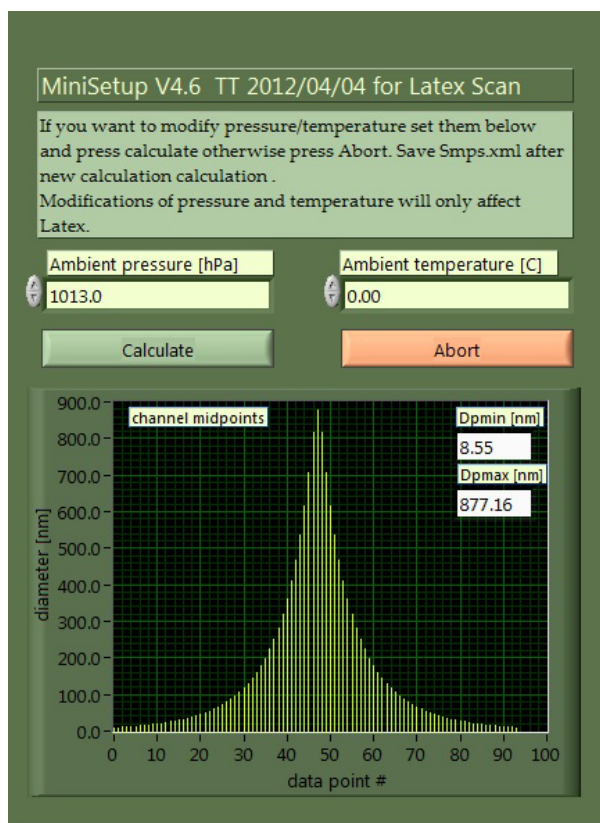 MiniSetup V4.6 TT 2012/04/04 for Latex Scan
If you want to modify pressure/temperature set them below
and press calculate otherwise press Abort. Save Smps.xml after
new calculation calculation .
Modifications of pressure and temperature will only affect
Latex.
Ambient pressure [hPa]
1013.0
Ambient temperature [C]
0.00
Calculate
Abort
channel midpoints
Dpmin [nm]
8.55
Dpmax [nm]
877.16
diameter [nm]
900.0
800.0
700.0
600.0
500.0
400.0
300.0
200.0
100.0
0.0
0 10 20 30 40 50 60 70 80 90 100
data point #